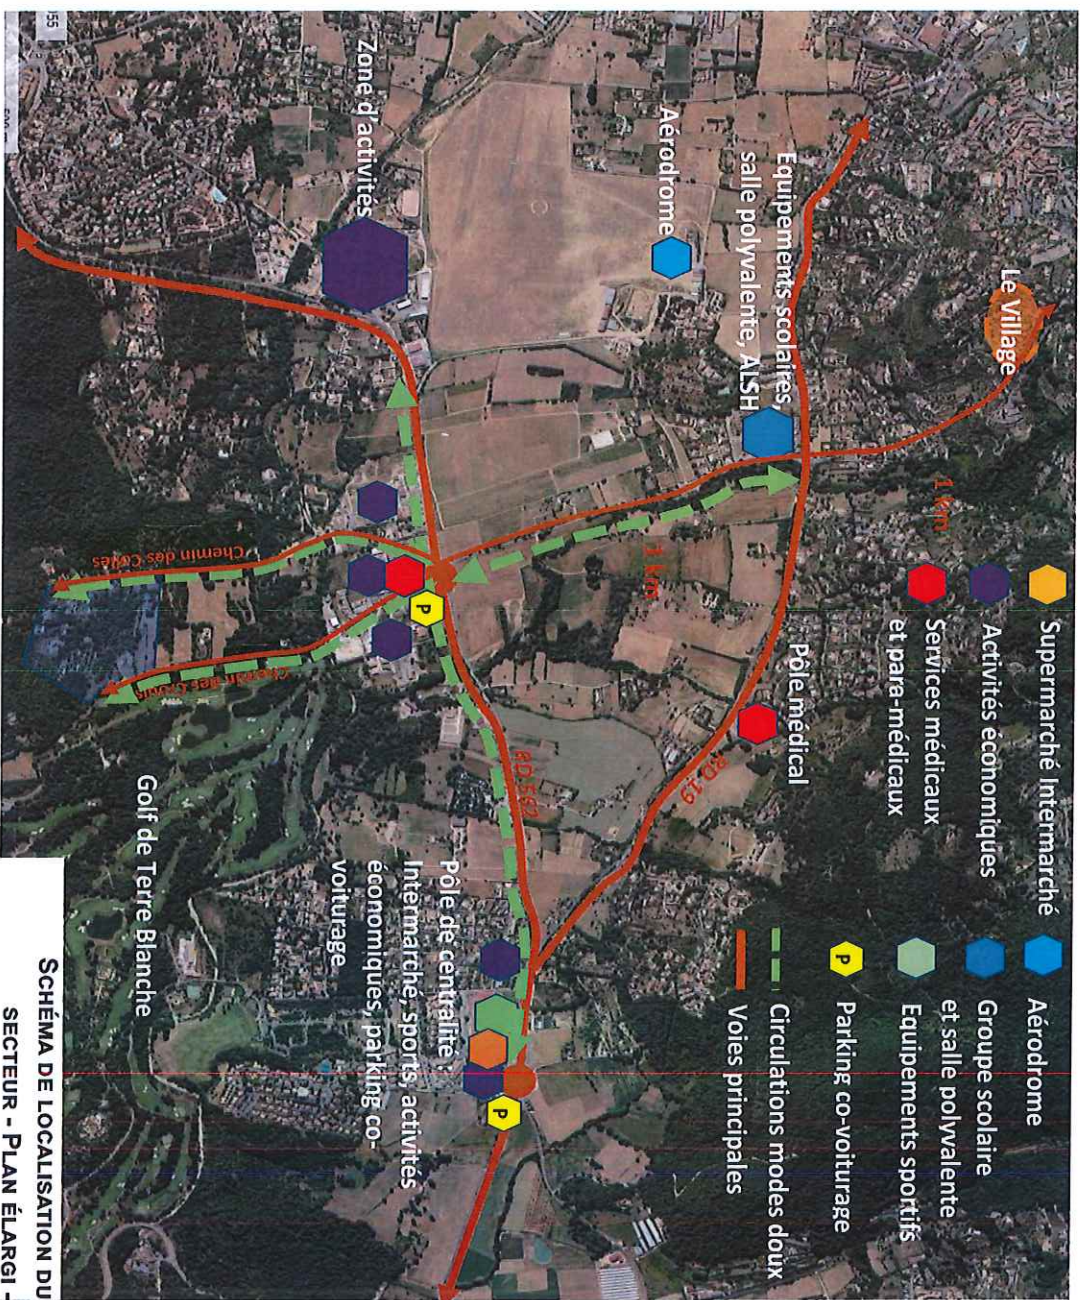 Supermarché Intermarché
Activités économiques
Services médicaux
et para-médicaux
Aérodrome
Groupe scolaire
et salle polyvalente
Equipements sportifs
P
Parking co-voiturage
Circulations modes doux
Voies principales
Le Village
1 km
Equipements scolaires,
salle polyvalente, ALSH
Aérodrome
1 km
Pôle médical
RD 19
Zone d'activités
RD 562
P
P
Chemin des Colles
Chemin des
Pôle de centralité :
Intermarché, sports, activités
économiques, parking co-
voiturage
Golf de Terre Blanche
55
SCHÉMA DE LOCALISATION DU
SECTEUR - PLAN ÉLARGI -